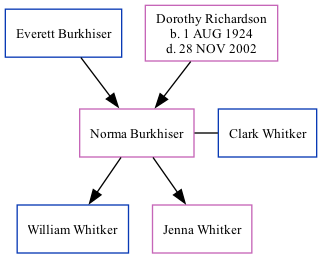 Everett Burkhiser
Dorothy Richardson
b. 1 AUG 1924
d. 28 NOV 2002
Norma Burkhiser
Clark Whitker
William Whitker
Jenna Whitker